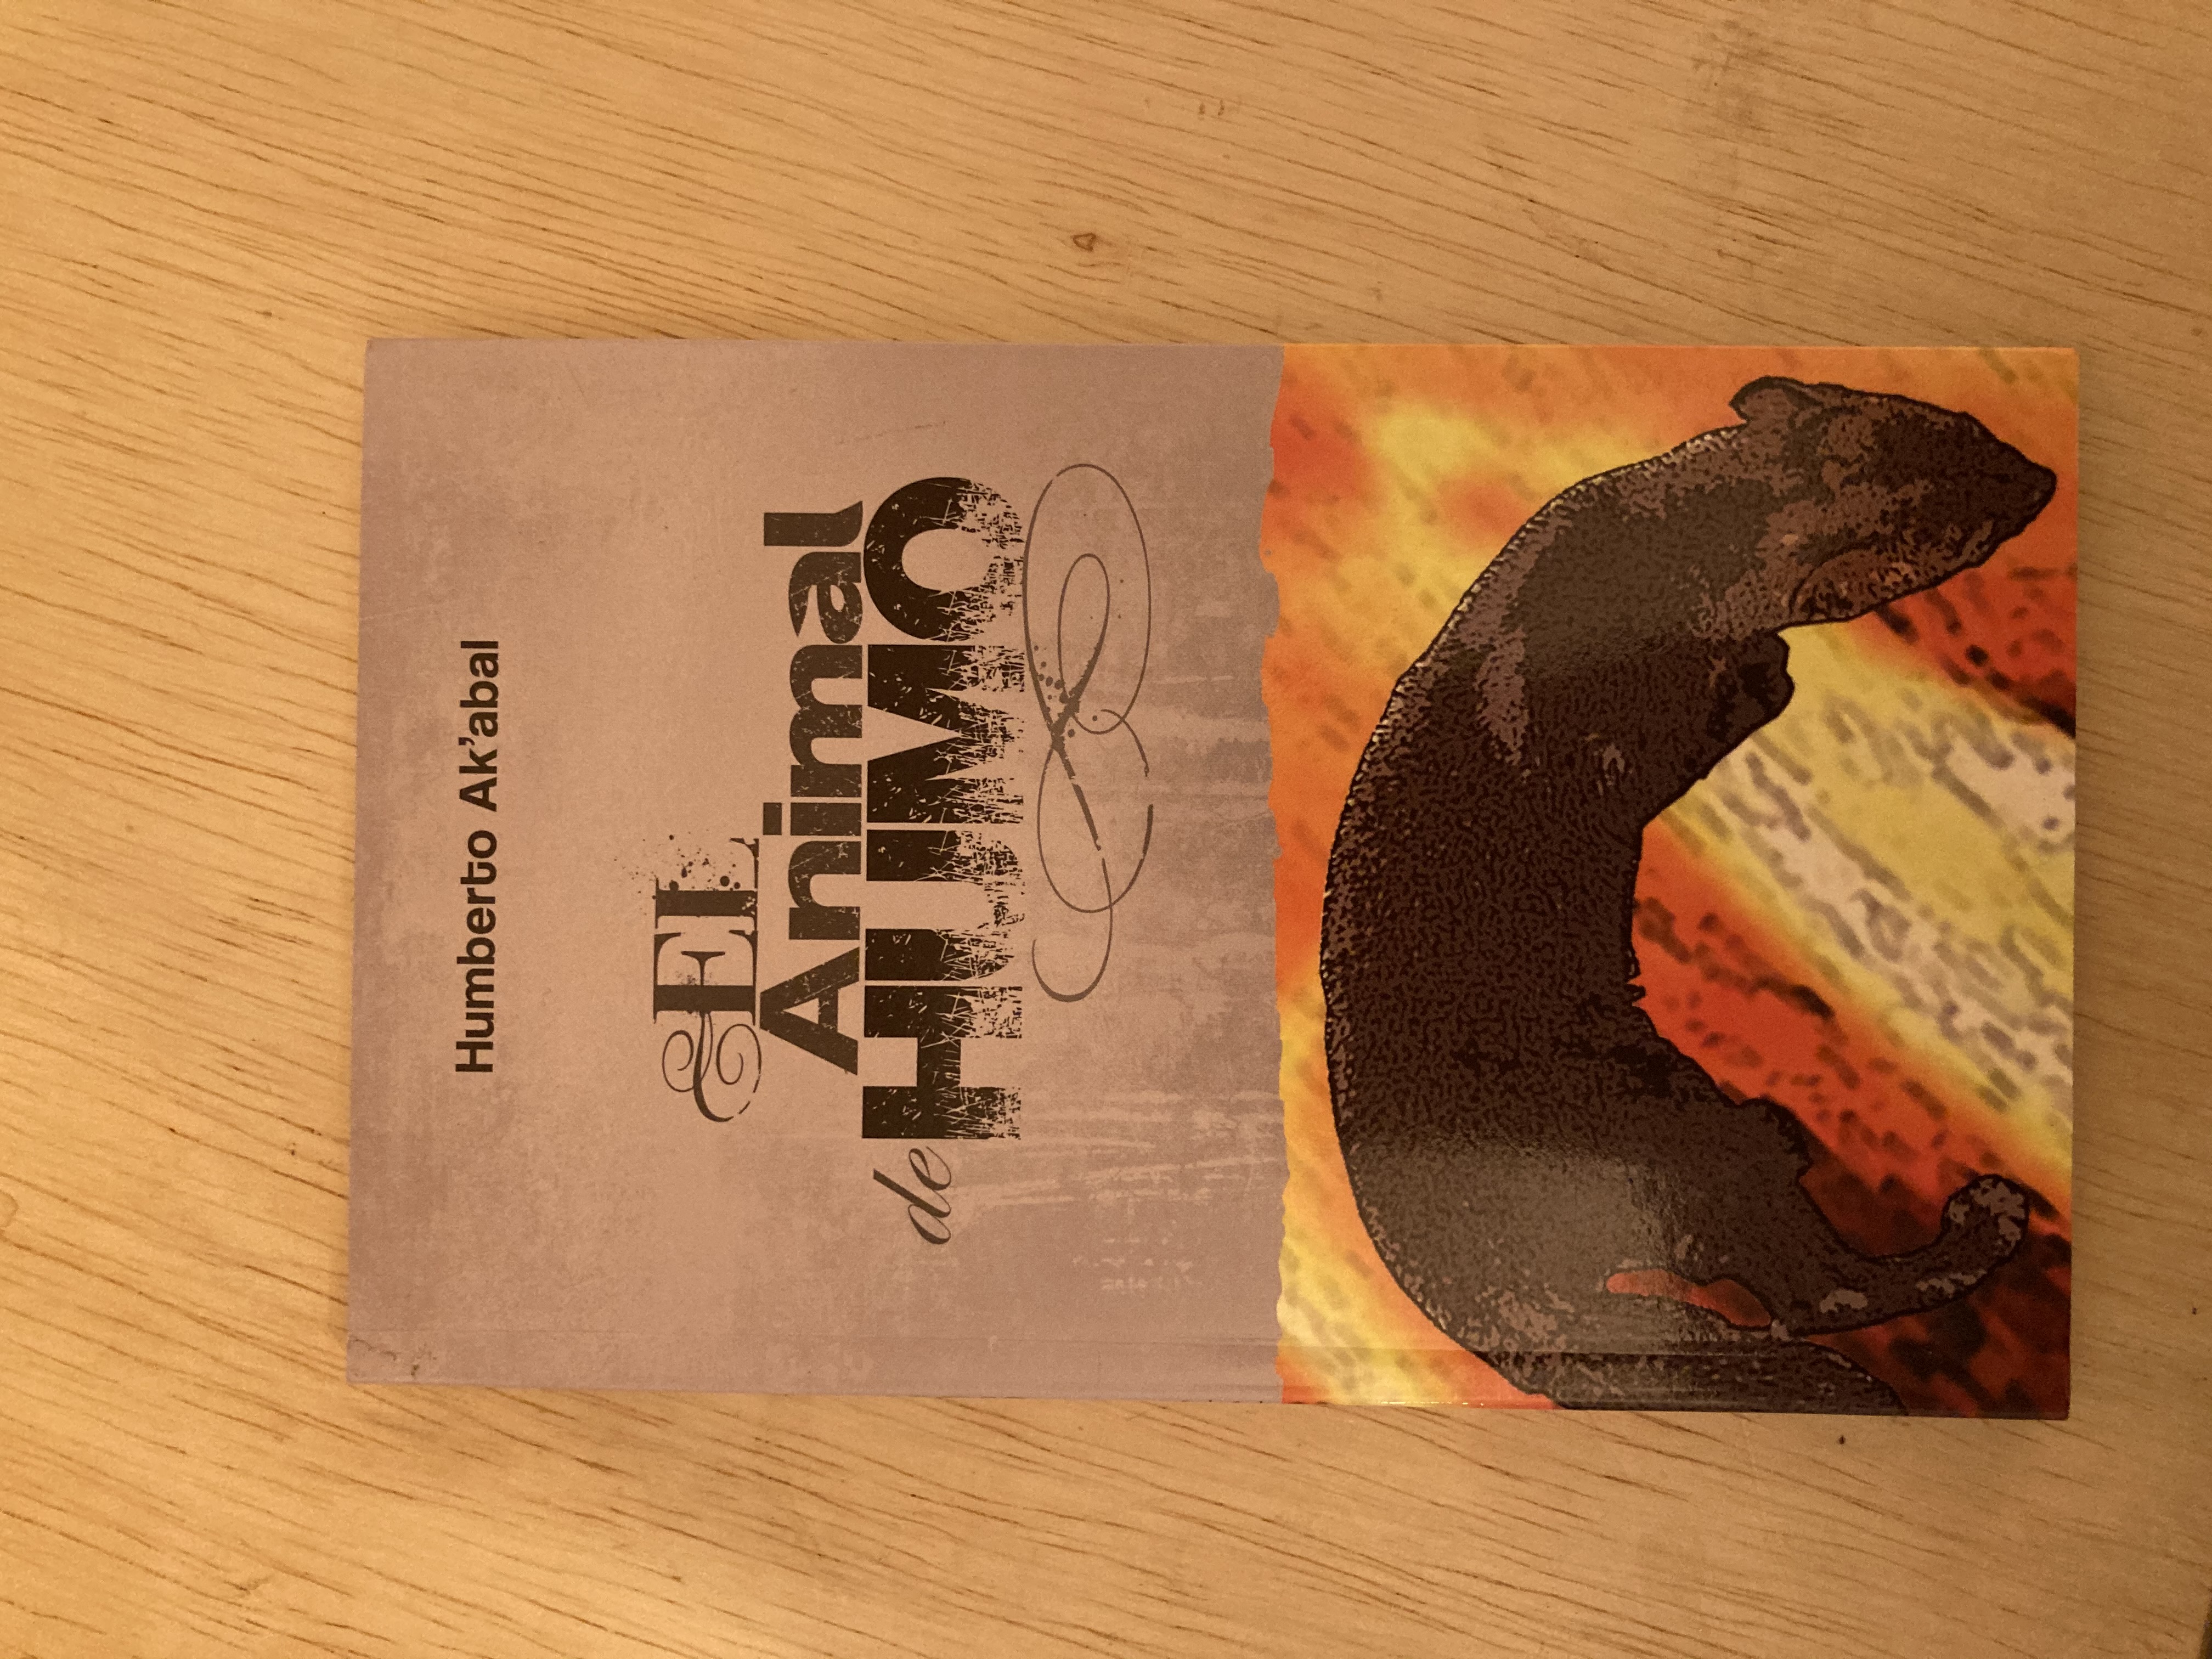 Humberto Ak'abal
EL
Animal
de HUMO